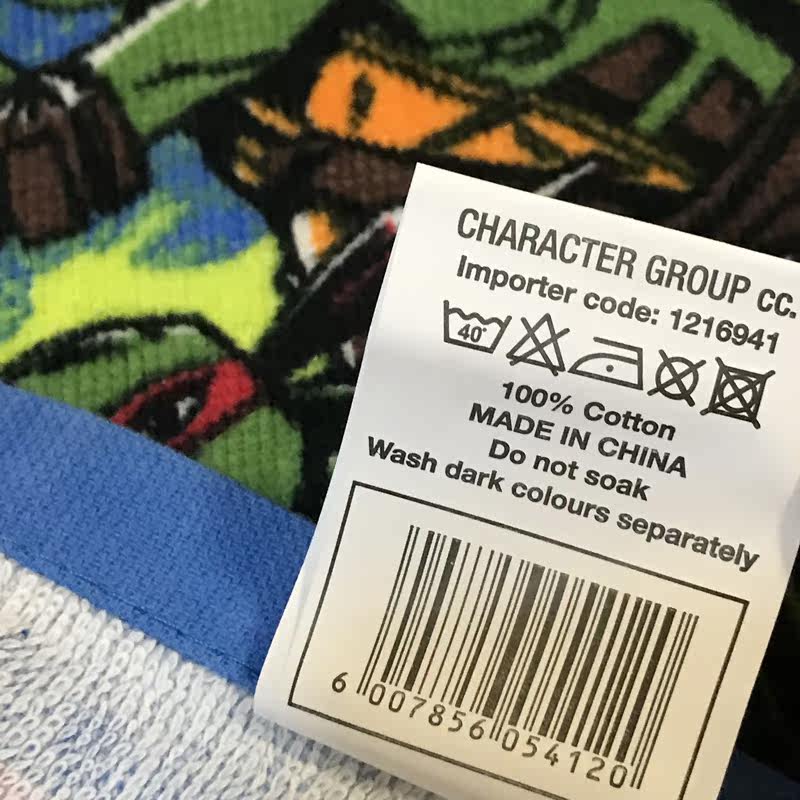 CHARACTER GROUP CC.
Importer code: 1216941
40°
100% Cotton
MADE IN CHINA
Do not soak
Wash dark colours separately
6 007856 054120